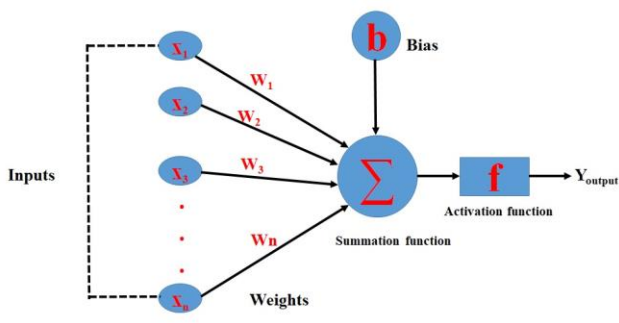 X1
b
Bias
W1
X2
W2
Inputs
X3
W3
∑
f
Youtput
Activation function
Wn
Summation function
Xn
Weights